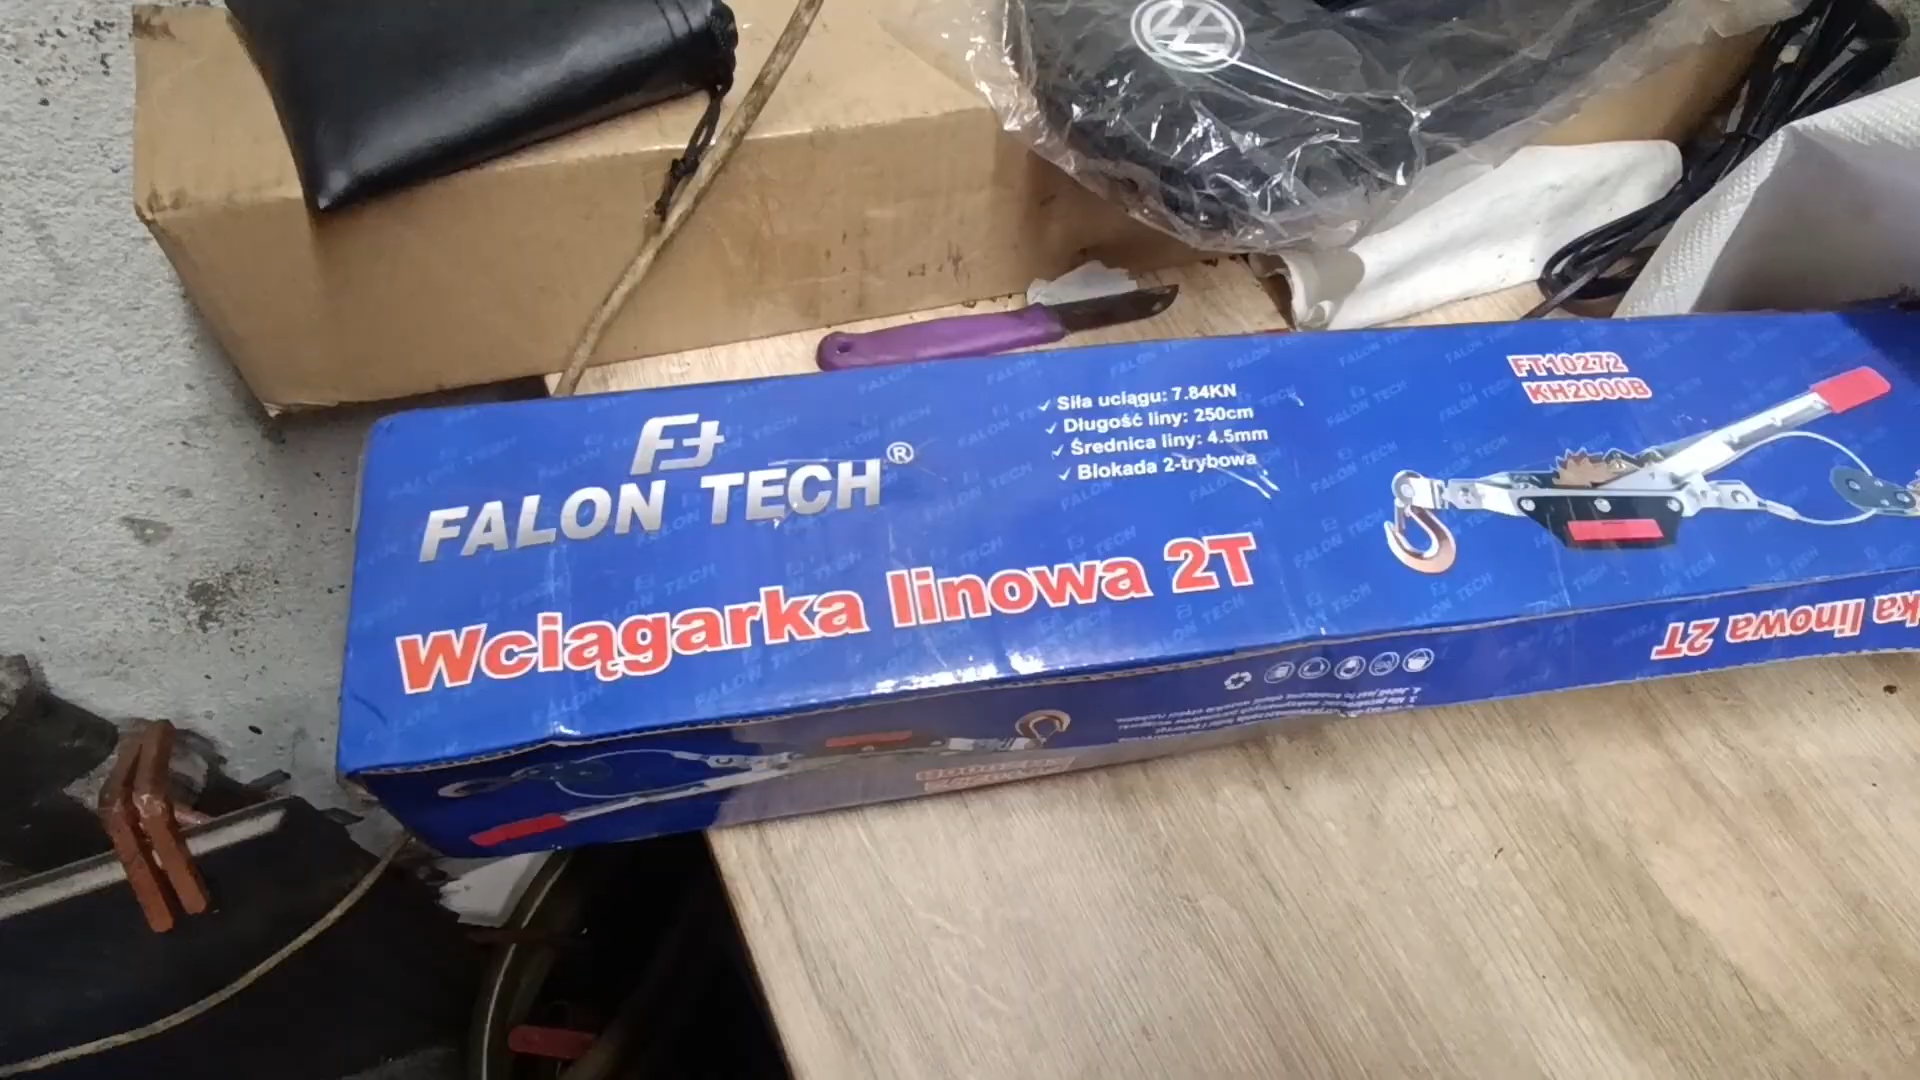 FALON TECH®
Wciągarka linowa 2T
✓ Siła uciągu: 7.84KN
✓ Długość liny: 250cm
✓ Średnica liny: 4.5mm
✓ Blokada 2-trybowa
FT10272
KH2000B
ka linowa 2T